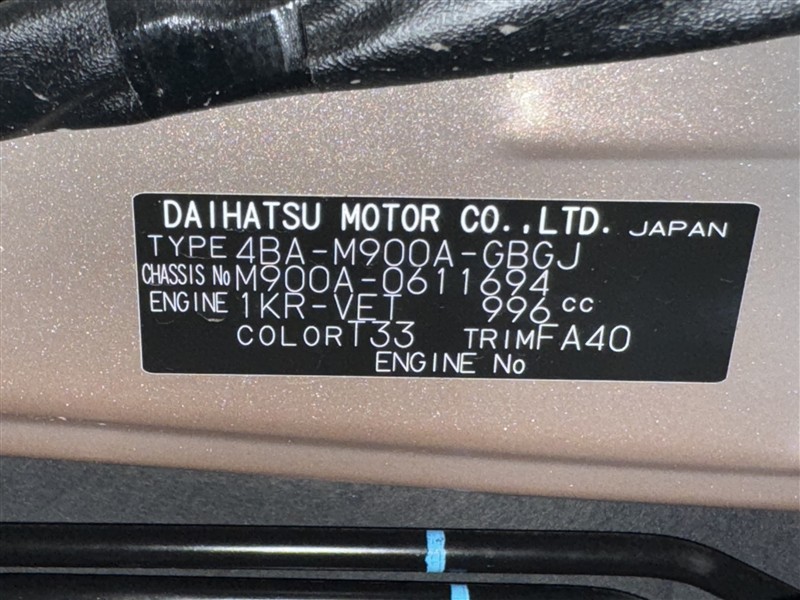 DAIHATSU MOTOR CO.,LTD. JAPAN
TYPE 4BA-M900A-GBGJ
CHASSIS No M900A-0611694
ENGINE 1KR-VET 996 cc
COLOR T33 TRIM FA40
ENGINE No